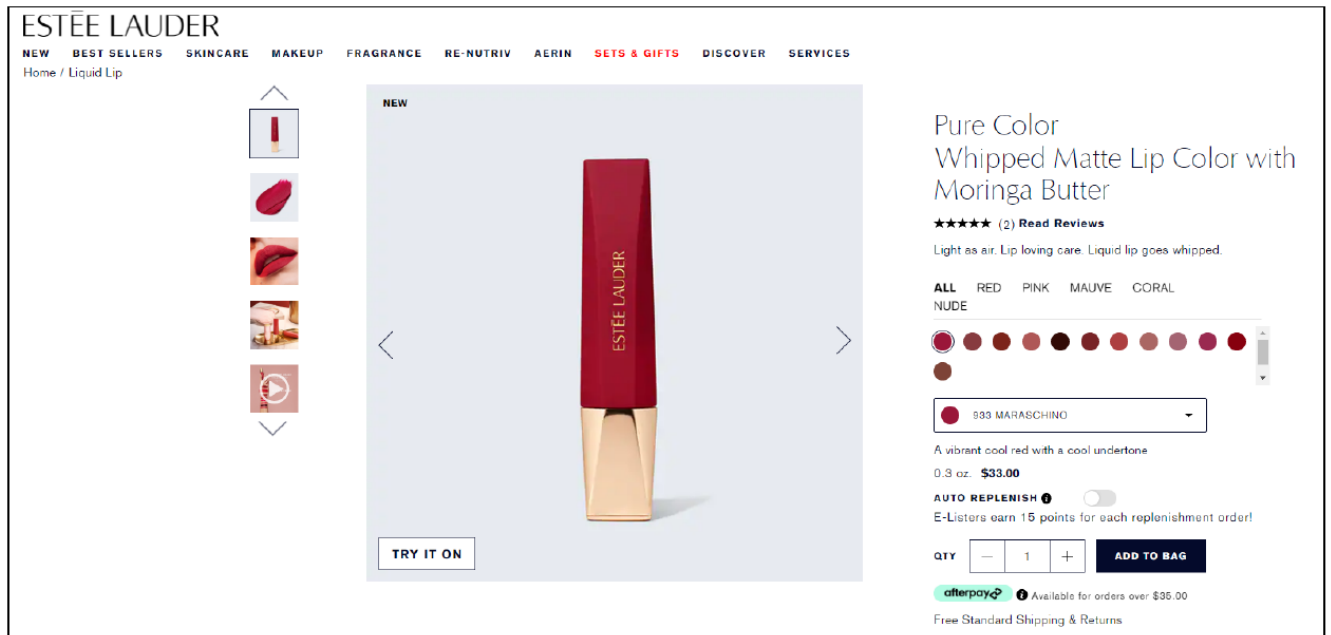 ESTĒE LAUDER
NEW BEST SELLERS SKINCARE MAKEUP FRAGRANCE RE-NUTRIV AERIN SETS & GIFTS DISCOVER SERVICES
Home / Liquid Lip
NEW
ESTĒE LAUDER
TRY IT ON
Pure Color
Whipped Matte Lip Color with
Moringa Butter
★★★★★ (2) Read Reviews
Light as air. Lip loving care. Liquid lip goes whipped.
ALL RED PINK MAUVE CORAL
NUDE
933 MARASCHINO
A vibrant cool red with a cool undertone
0.3 oz. $33.00
AUTO REPLENISH
E-Listers earn 15 points for each replenishment order!
QTY — 1 + ADD TO BAG
afterpay Available for orders over $35.00
Free Standard Shipping & Returns